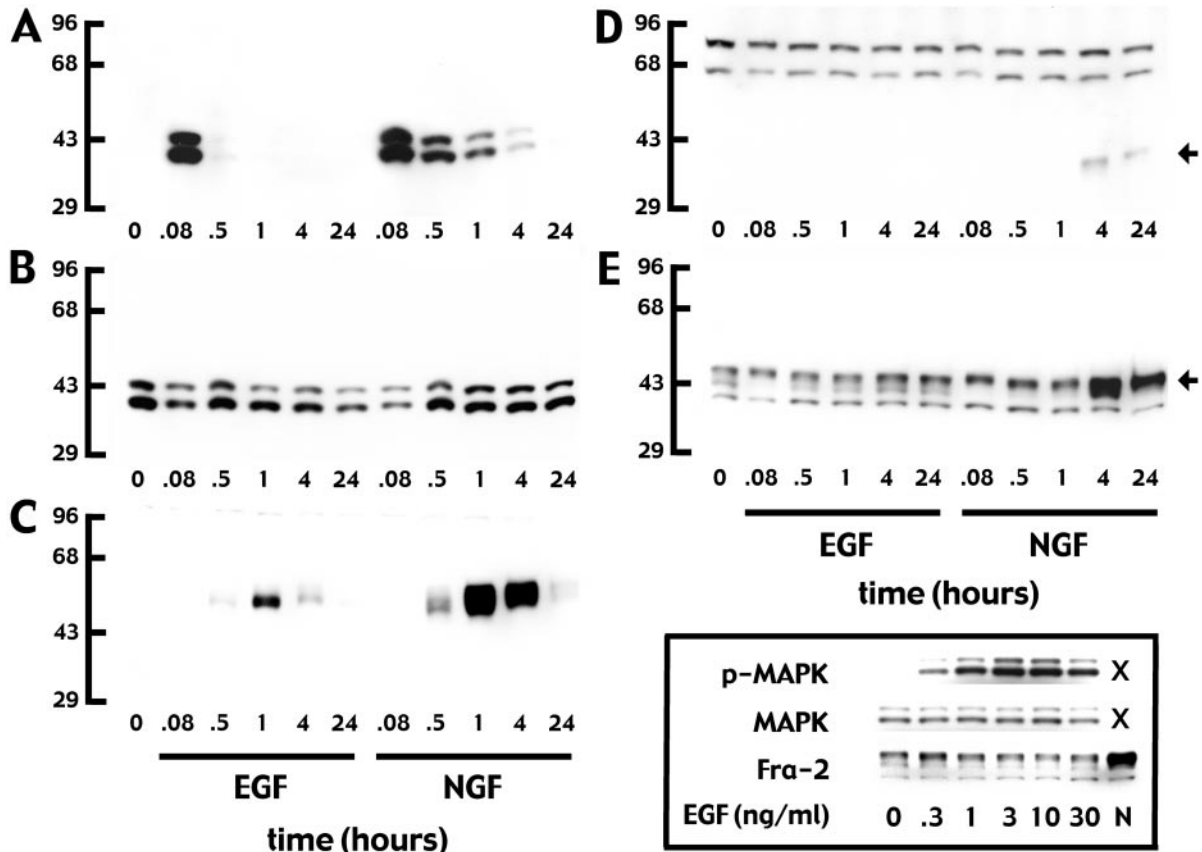 A
96
68
43
29
0 .08 .5 1 4 24 .08 .5 1 4 24
B
96
68
43
29
0 .08 .5 1 4 24 .08 .5 1 4 24
C
96
68
43
29
0 .08 .5 1 4 24 .08 .5 1 4 24
EGF NGF
time (hours)
D
96
68
43
29
0 .08 .5 1 4 24 .08 .5 1 4 24
E
96
68
43
29
0 .08 .5 1 4 24 .08 .5 1 4 24
EGF NGF
time (hours)
p-MAPK X
MAPK X
Fra-2
EGF (ng/ml) 0 .3 1 3 10 30 N